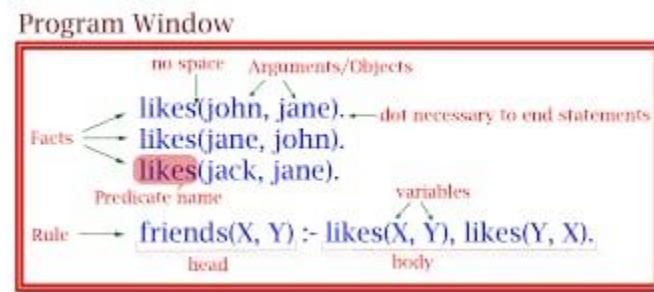 Program Window
no space Arguments/Objects
likes(john, jane). dot necessary to end statements
Facts likes(jane, john).
likes(jack, jane).
Predicate name variables
Rule friends(X, Y) :- likes(X, Y), likes(Y, X).
head body